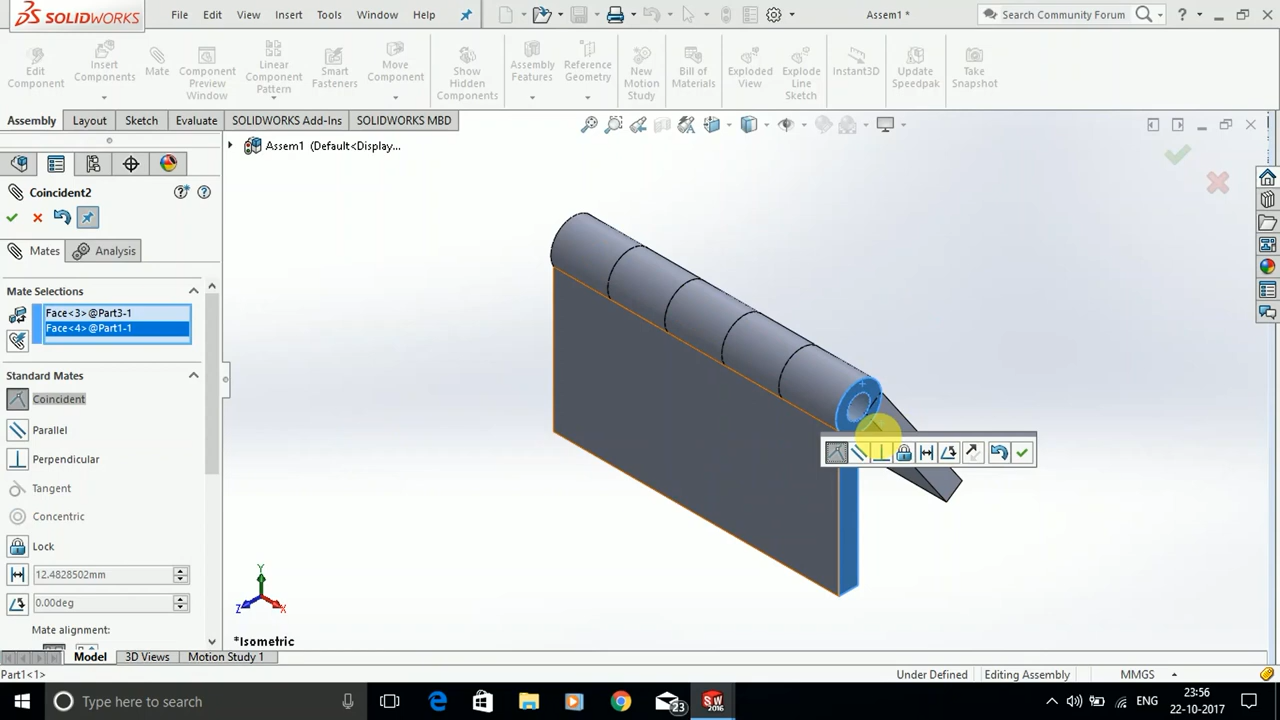 SOLIDWORKS
File Edit View Insert Tools Window Help
Assem1 *
Search Community Forum
?
Edit Component
Insert Components
Mate
Component Preview Window
Linear Component Pattern
Smart Fasteners
Move Component
Show Hidden Components
Assembly Features
Reference Geometry
New Motion Study
Bill of Materials
Exploded View
Explode Line Sketch
Instant3D
Update Speedpak
Take Snapshot
Assembly Layout Sketch Evaluate SOLIDWORKS Add-Ins SOLIDWORKS MBD
Assem1 (Default<Display...
Coincident2
Mates Analysis
Mate Selections
Face<3>@Part3-1
Face<4>@Part1-1
Standard Mates
Coincident
Parallel
Perpendicular
Tangent
Concentric
Lock
12.4828502mm
0.00deg
Mate alignment:
Y
Z
X
*Isometric
Model 3D Views Motion Study 1
Part1<1>
Under Defined Editing Assembly MMGS
Type here to search
23
SW
2016
ENG
23:56
22-10-2017